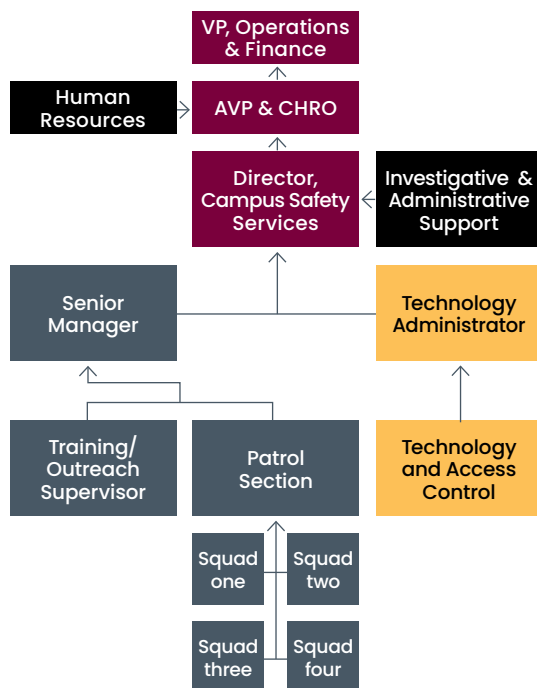 VP, Operations
& Finance
Human
Resources
AVP & CHRO
Director,
Campus Safety
Services
Investigative &
Administrative
Support
Senior
Manager
Technology
Administrator
Training/
Outreach
Supervisor
Patrol
Section
Technology
and Access
Control
Squad
one
Squad
two
Squad
three
Squad
four